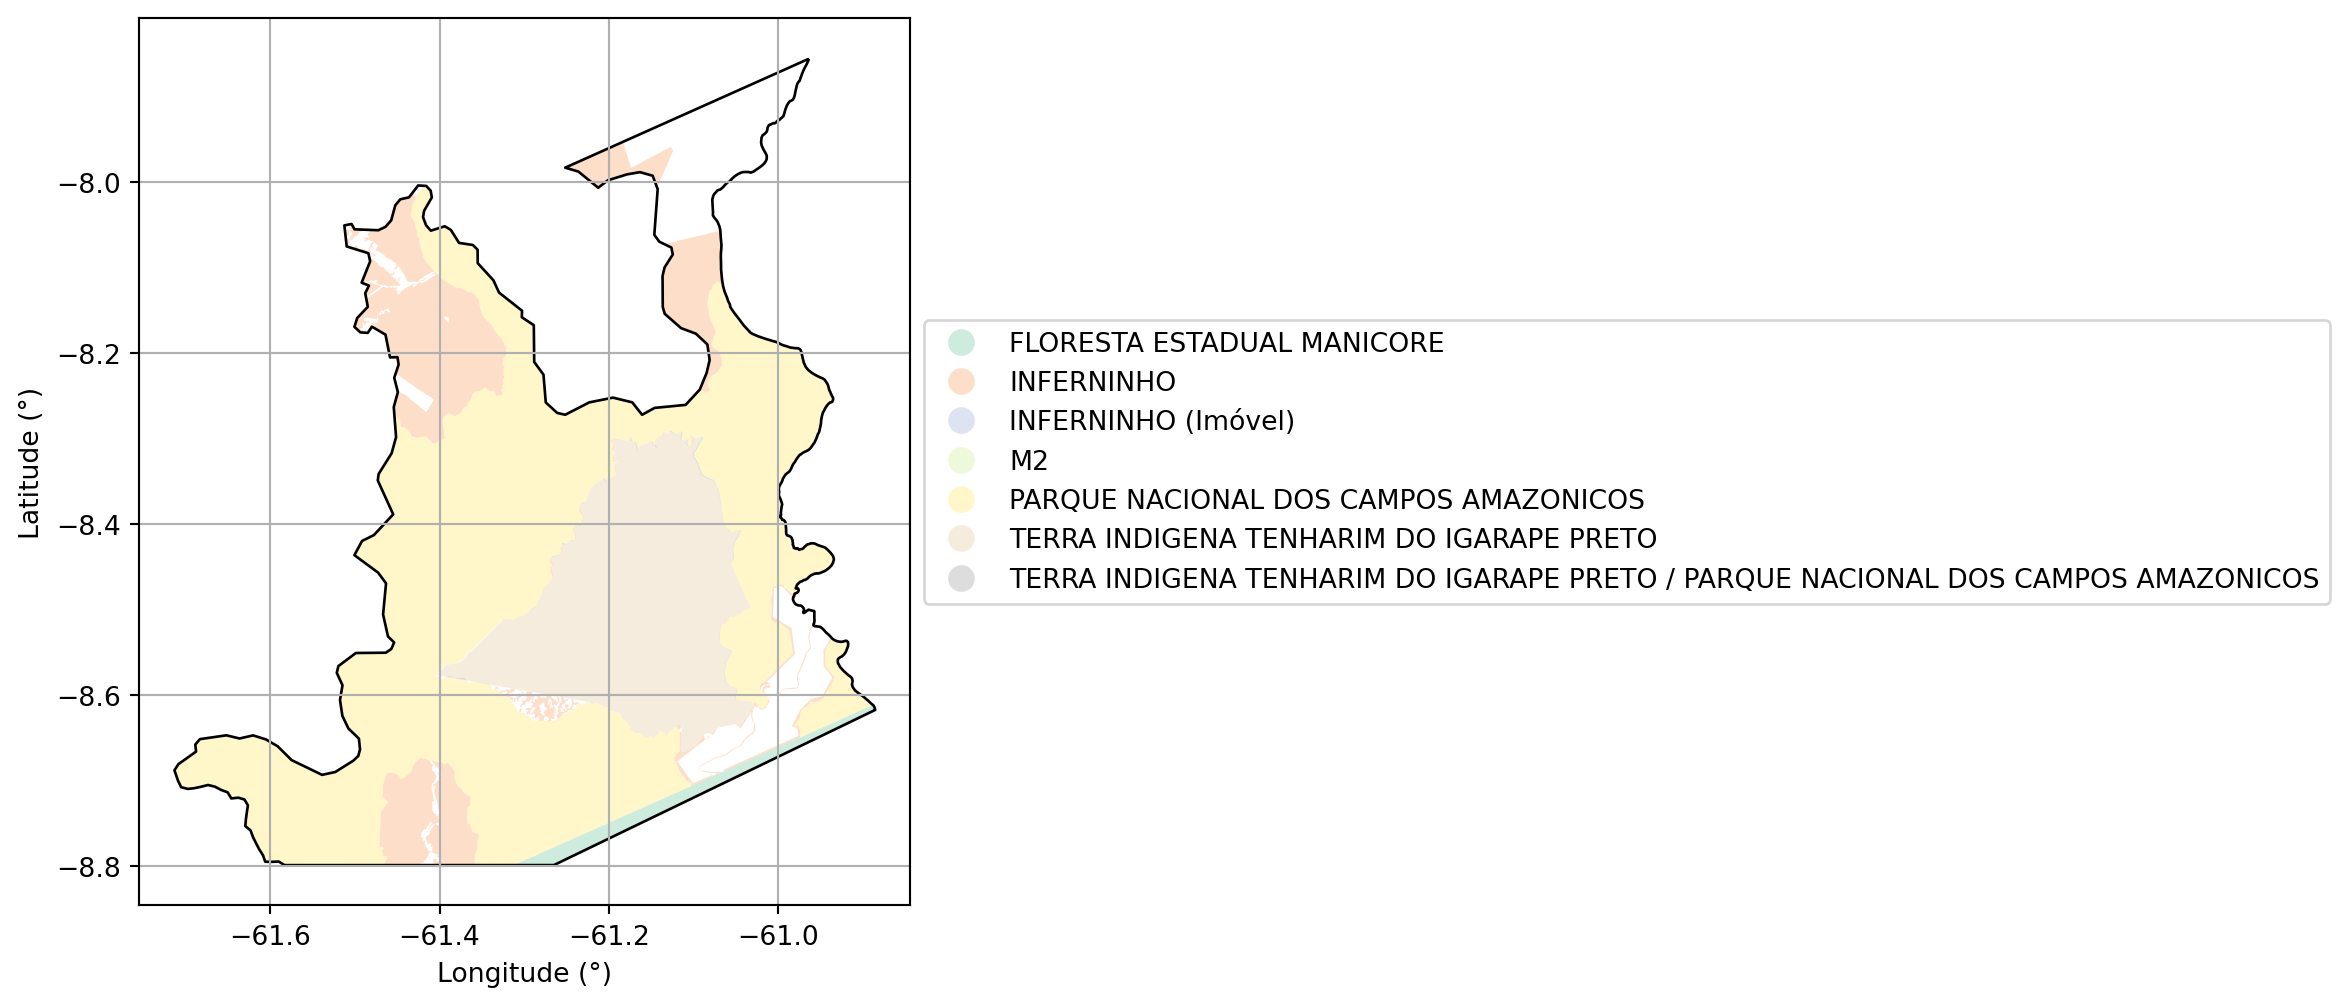 −8.0
−8.2
−8.4
−8.6
−8.8
Latitude (°)
−61.6 −61.4 −61.2 −61.0
Longitude (°)
FLORESTA ESTADUAL MANICORE
INFERNINHO
INFERNINHO (Imóvel)
M2
PARQUE NACIONAL DOS CAMPOS AMAZONICOS
TERRA INDIGENA TENHARIM DO IGARAPE PRETO
TERRA INDIGENA TENHARIM DO IGARAPE PRETO / PARQUE NACIONAL DOS CAMPOS AMAZONICOS